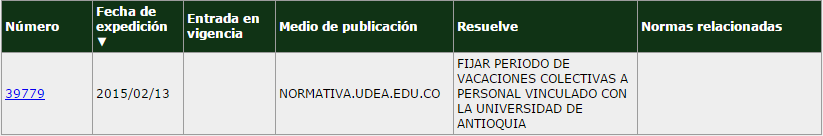 Número
Fecha de
expedición
▼
Entrada en
vigencia
Medio de publicación
Resuelve
Normas relacionadas
39779
2015/02/13
NORMATIVA.UDEA.EDU.CO
FIJAR PERIODO DE
VACACIONES COLECTIVAS A
PERSONAL VINCULADO CON
LA UNIVERSIDAD DE
ANTIOQUIA